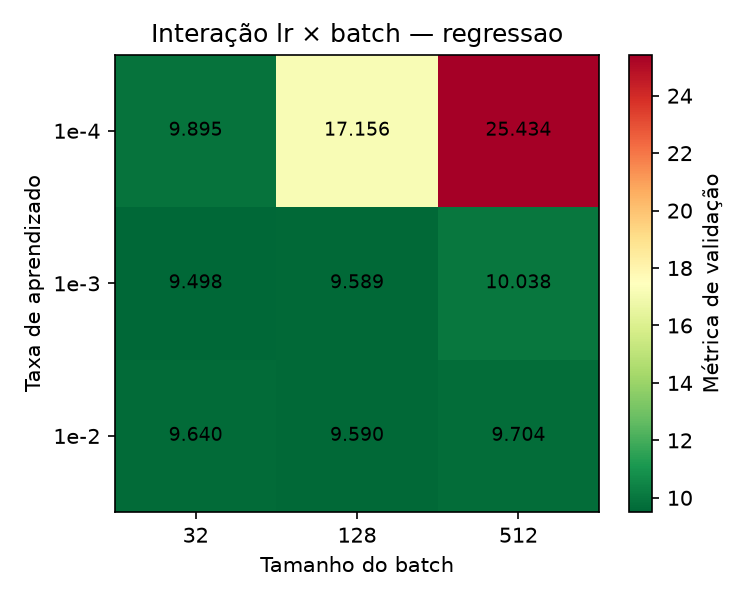 Interação lr × batch — regressao
1e-4
9.895
17.156
25.434
1e-3
9.498
9.589
10.038
1e-2
9.640
9.590
9.704
32
128
512
Tamanho do batch
Taxa de aprendizado
24
22
20
18
16
14
12
10
Métrica de validação